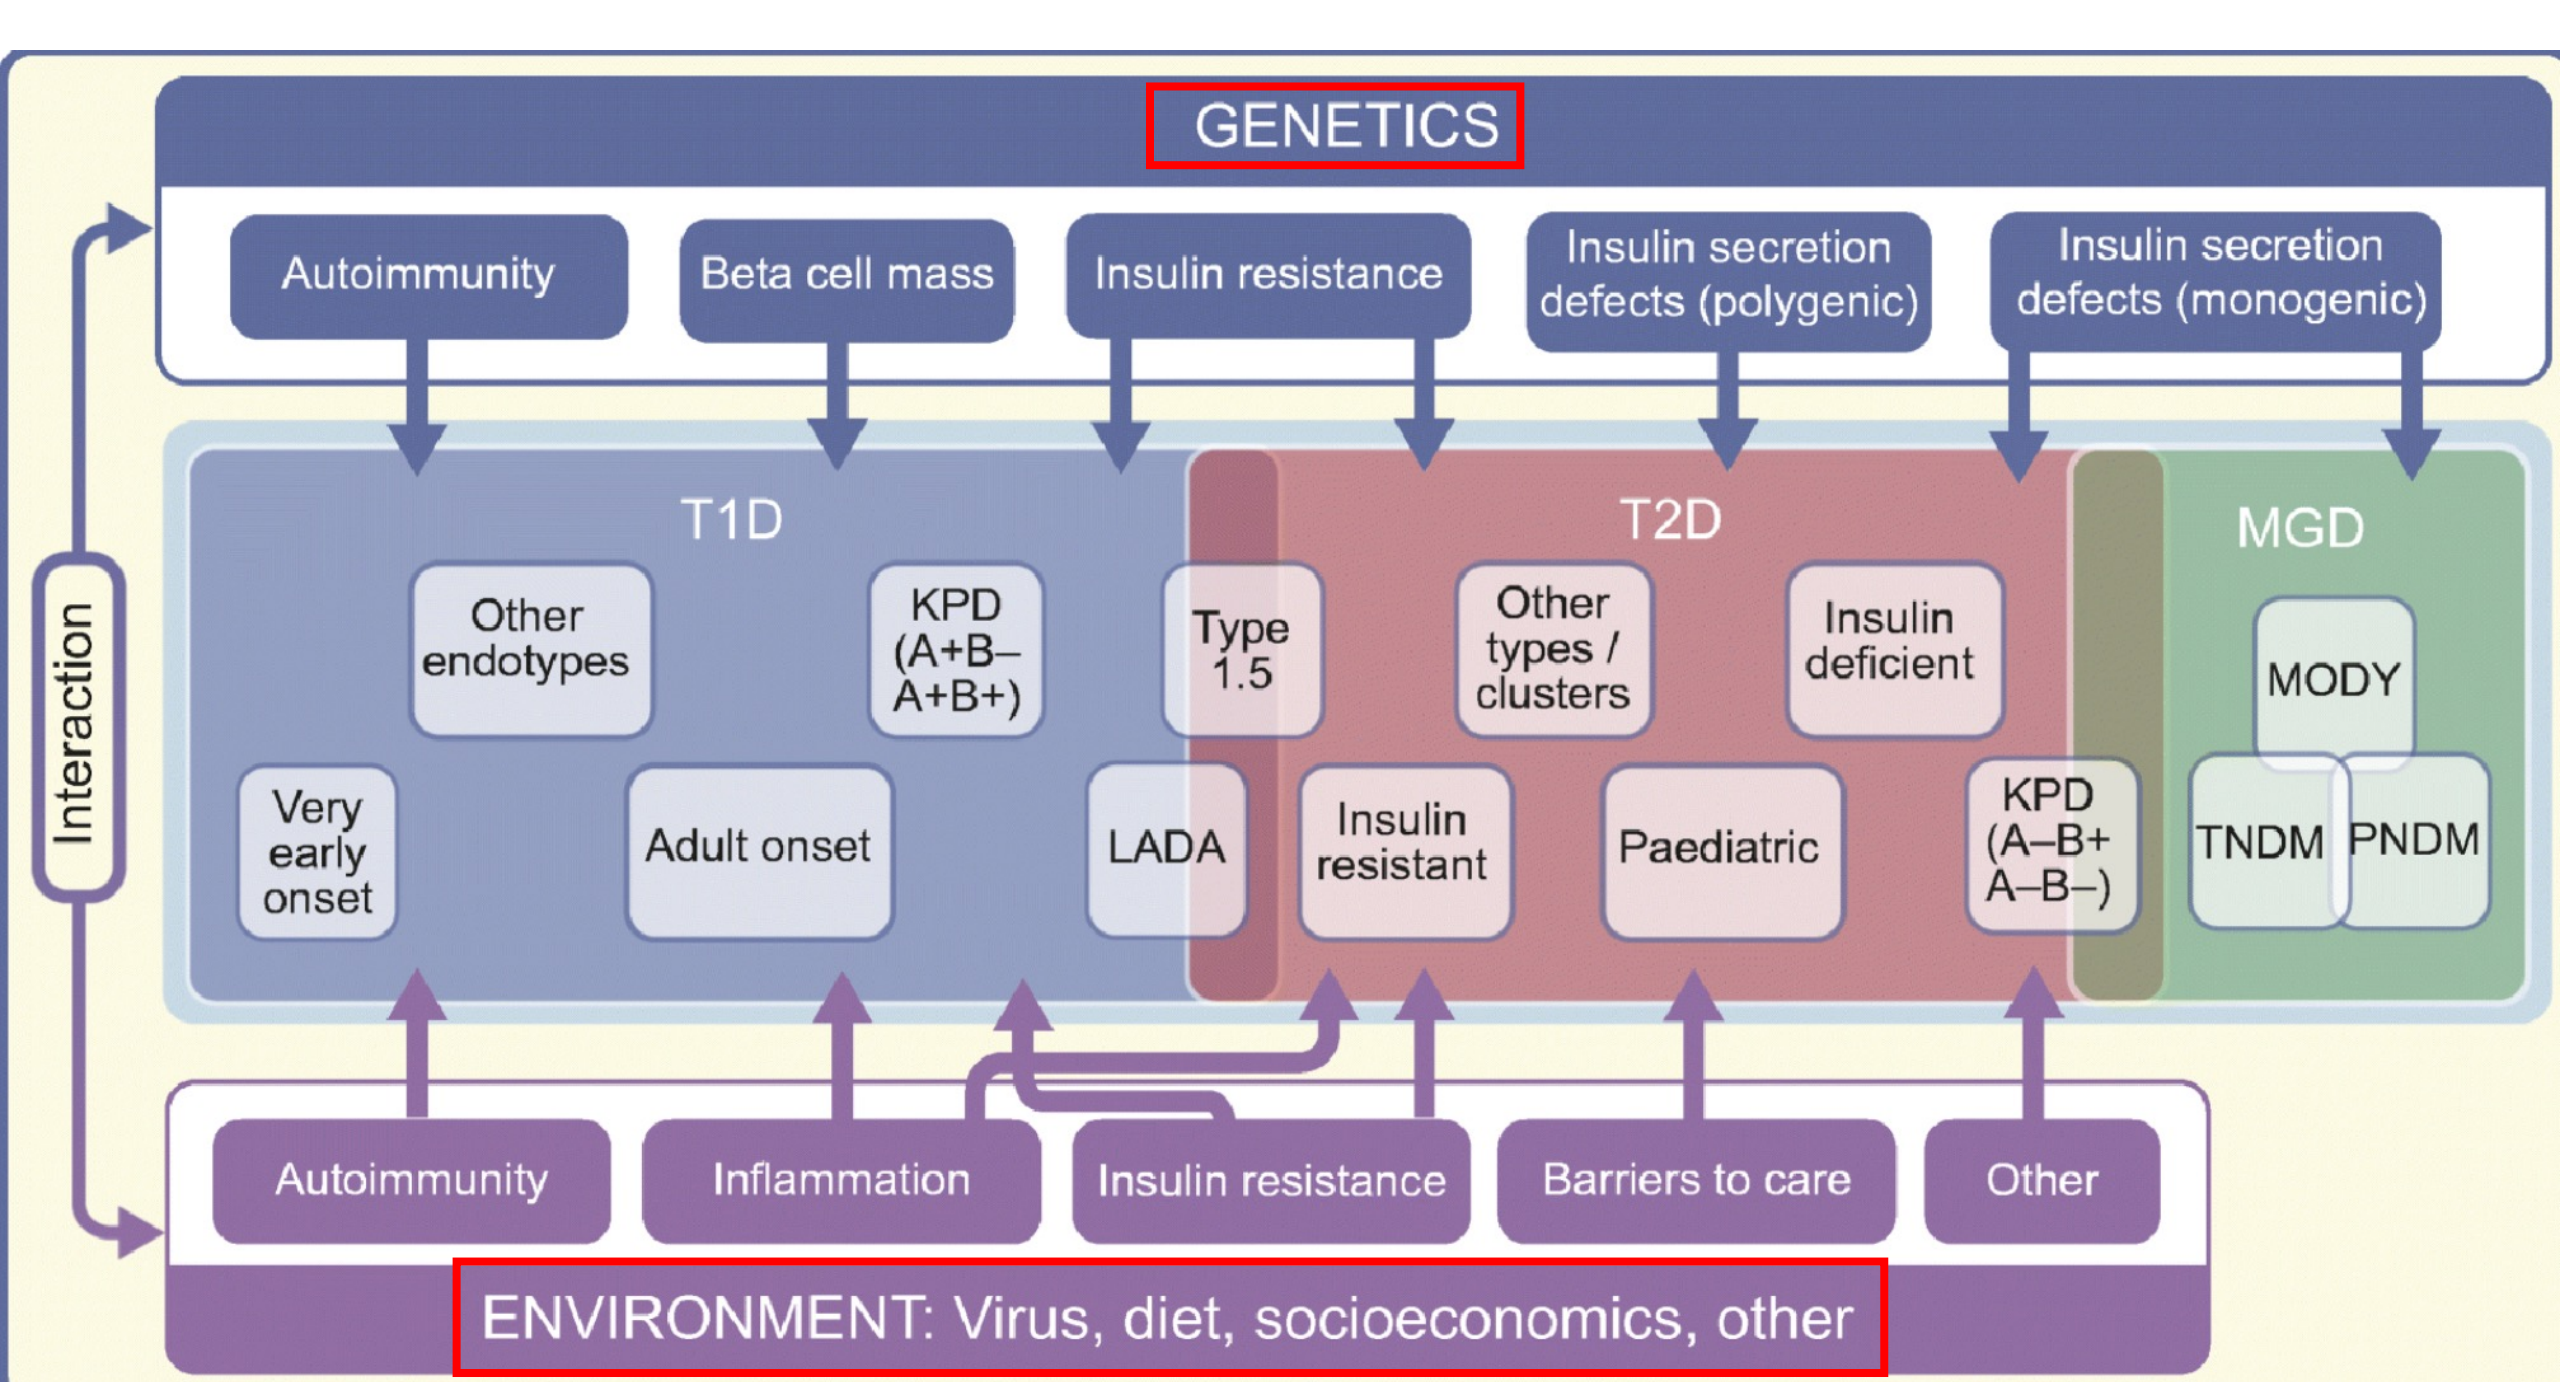 GENETICS
Autoimmunity
Beta cell mass
Insulin resistance
Insulin secretion
defects (polygenic)
Insulin secretion
defects (monogenic)
Interaction
T1D
T2D
MGD
Other
endotypes
KPD
(A+B–
A+B+)
Type
1.5
Other
types /
clusters
Insulin
deficient
MODY
Very
early
onset
Adult onset
LADA
Insulin
resistant
Paediatric
KPD
(A–B+
A–B–)
TNDM
PNDM
Autoimmunity
Inflammation
Insulin resistance
Barriers to care
Other
ENVIRONMENT: Virus, diet, socioeconomics, other